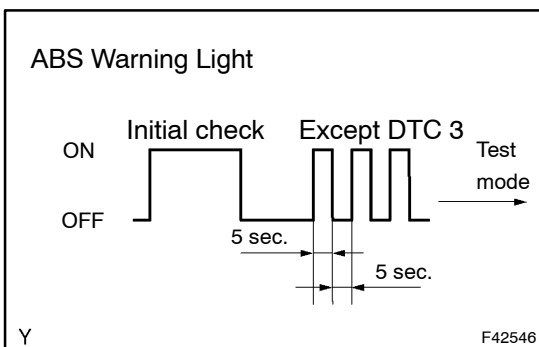 ABS Warning Light
Initial check Except DTC 3
ON
Test
mode
OFF
5 sec.
5 sec.
Y
F42546